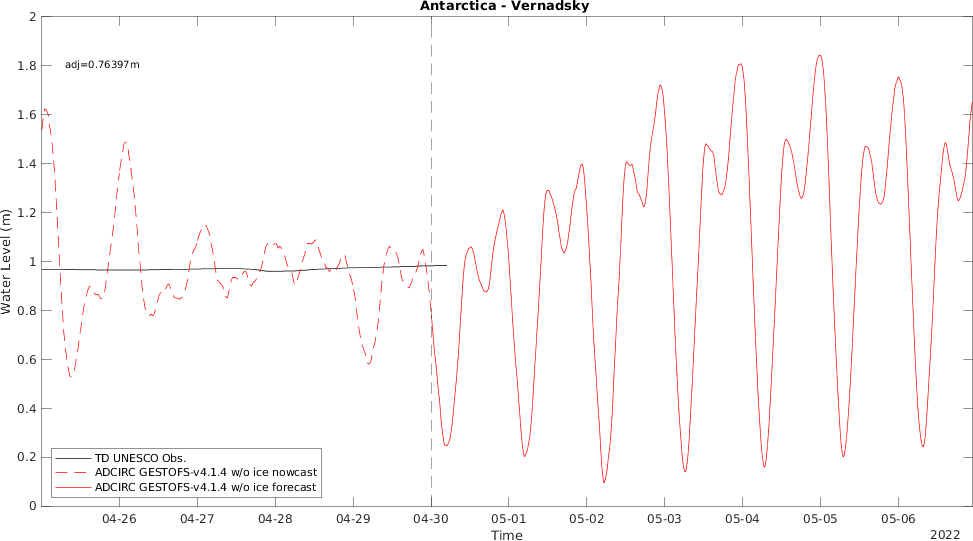 Antarctica - Vernadsky
adj=0.76397m
Water Level (m)
2
1.8
1.6
1.4
1.2
1
0.8
0.6
0.4
0.2
0
TD UNESCO Obs.
ADCIRC GESTOFS-v4.1.4 w/o ice nowcast
ADCIRC GESTOFS-v4.1.4 w/o ice forecast
04-26 04-27 04-28 04-29 04-30 05-01 05-02 05-03 05-04 05-05 05-06
Time
2022